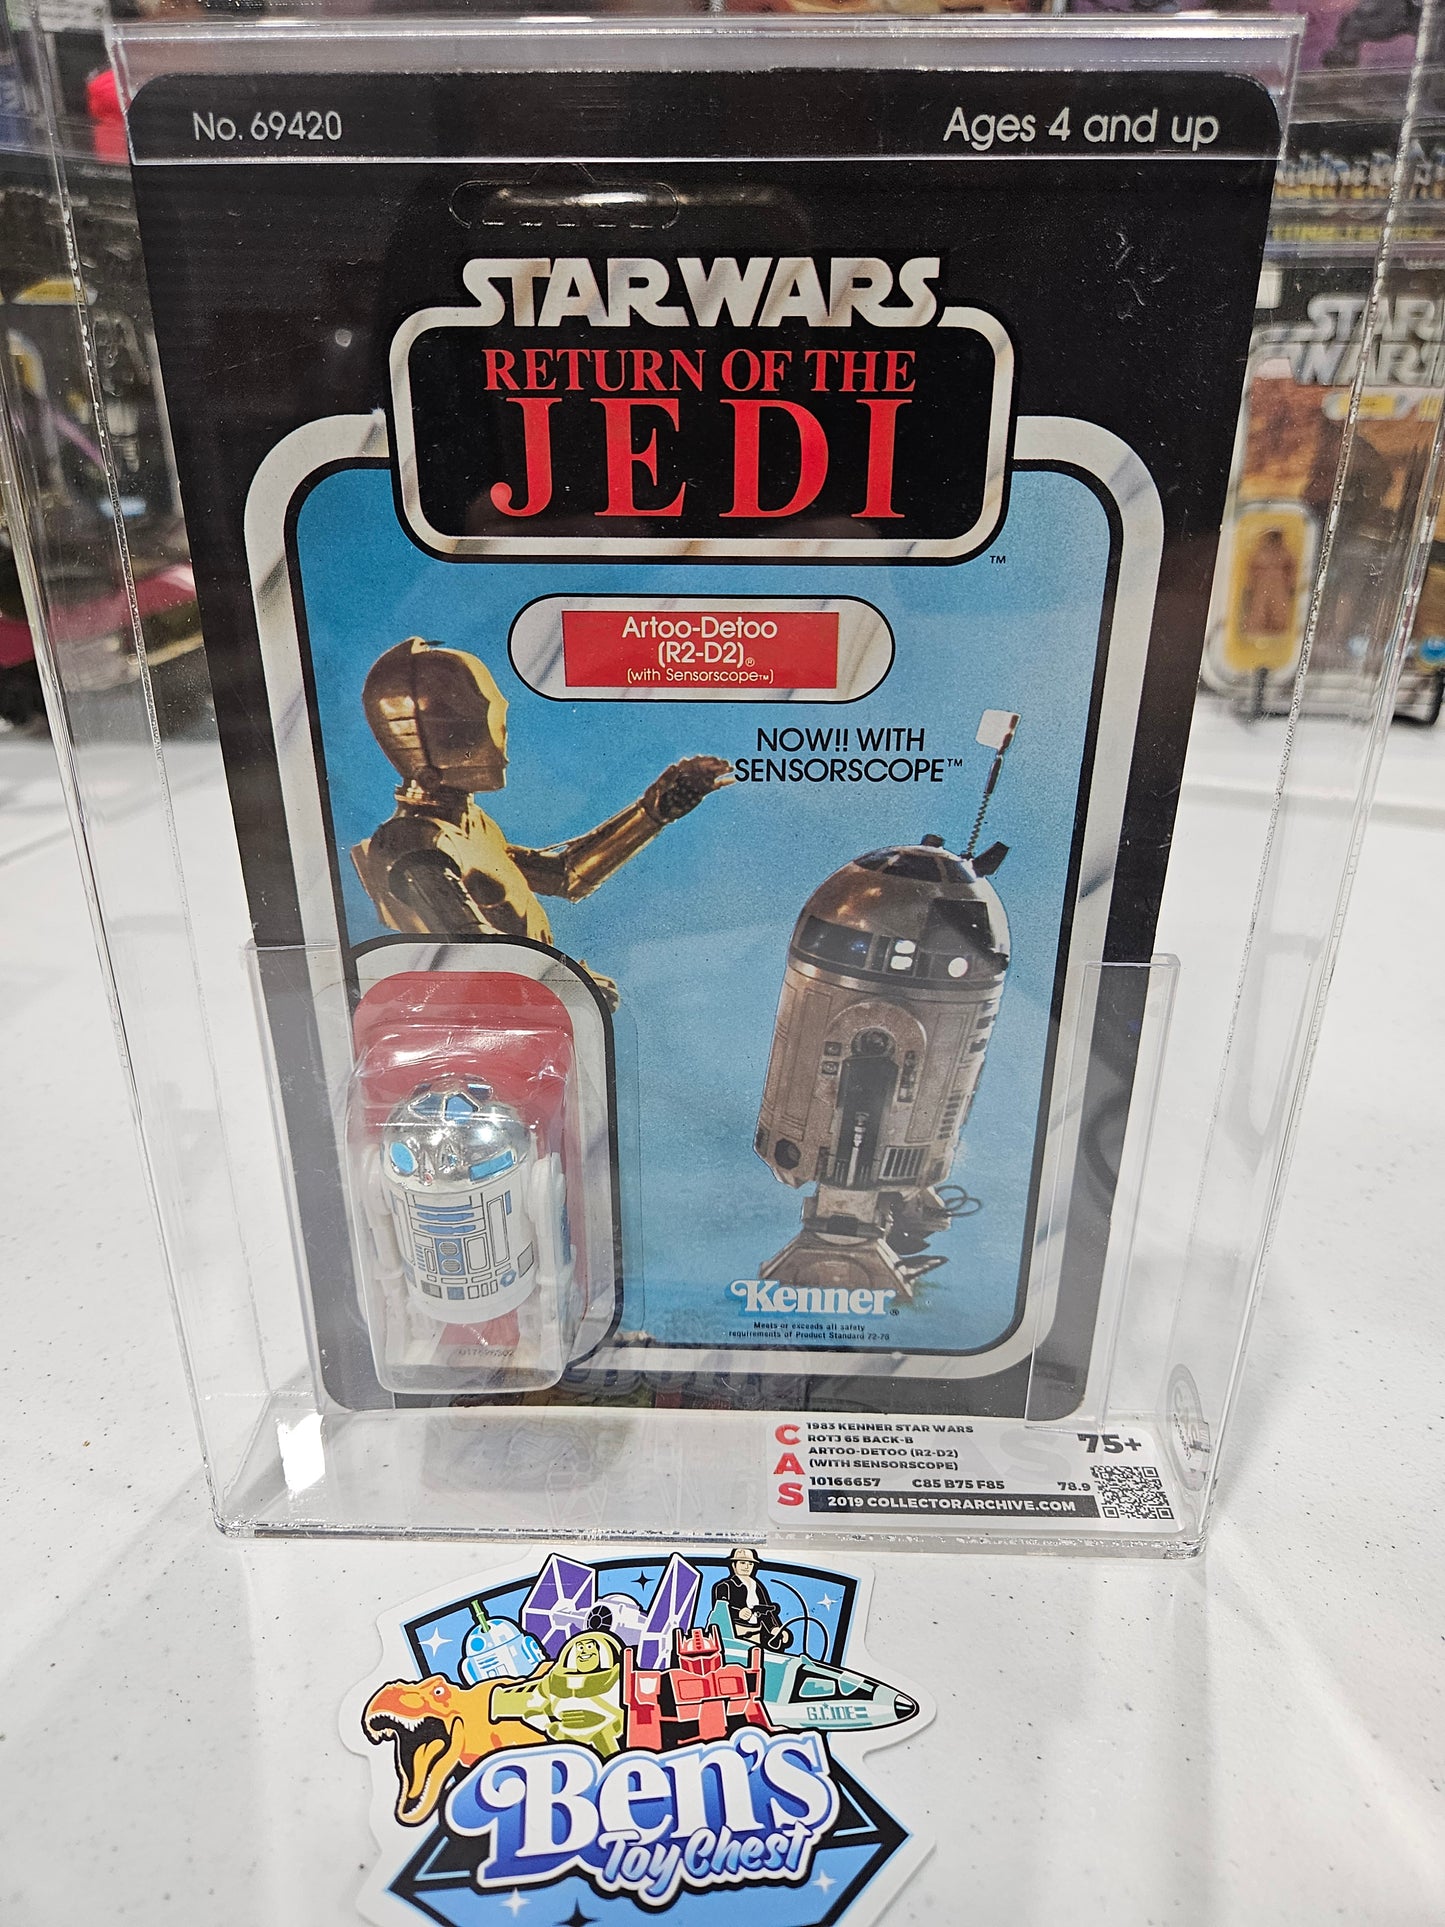 No. 69420
Ages 4 and up
STAR WARS
RETURN OF THE
JEDI
TM
Artoo-Detoo
(R2-D2)®
(with Sensorscope™)
NOW!! WITH
SENSORSCOPE™
Kenner®
Meets or exceeds all safety
requirements of Product Standard 72-76
STAR
WARS
CAS
1983 KENNER STAR WARS
ROTJ 65 BACK-B
ARTOO-DETOO (R2-D2)
(WITH SENSORSCOPE)
75+
10166657 C85 B75 F85 78.9
2019 COLLECTORARCHIVE.COM
G.I.JOE
Ben's
Toy Chest